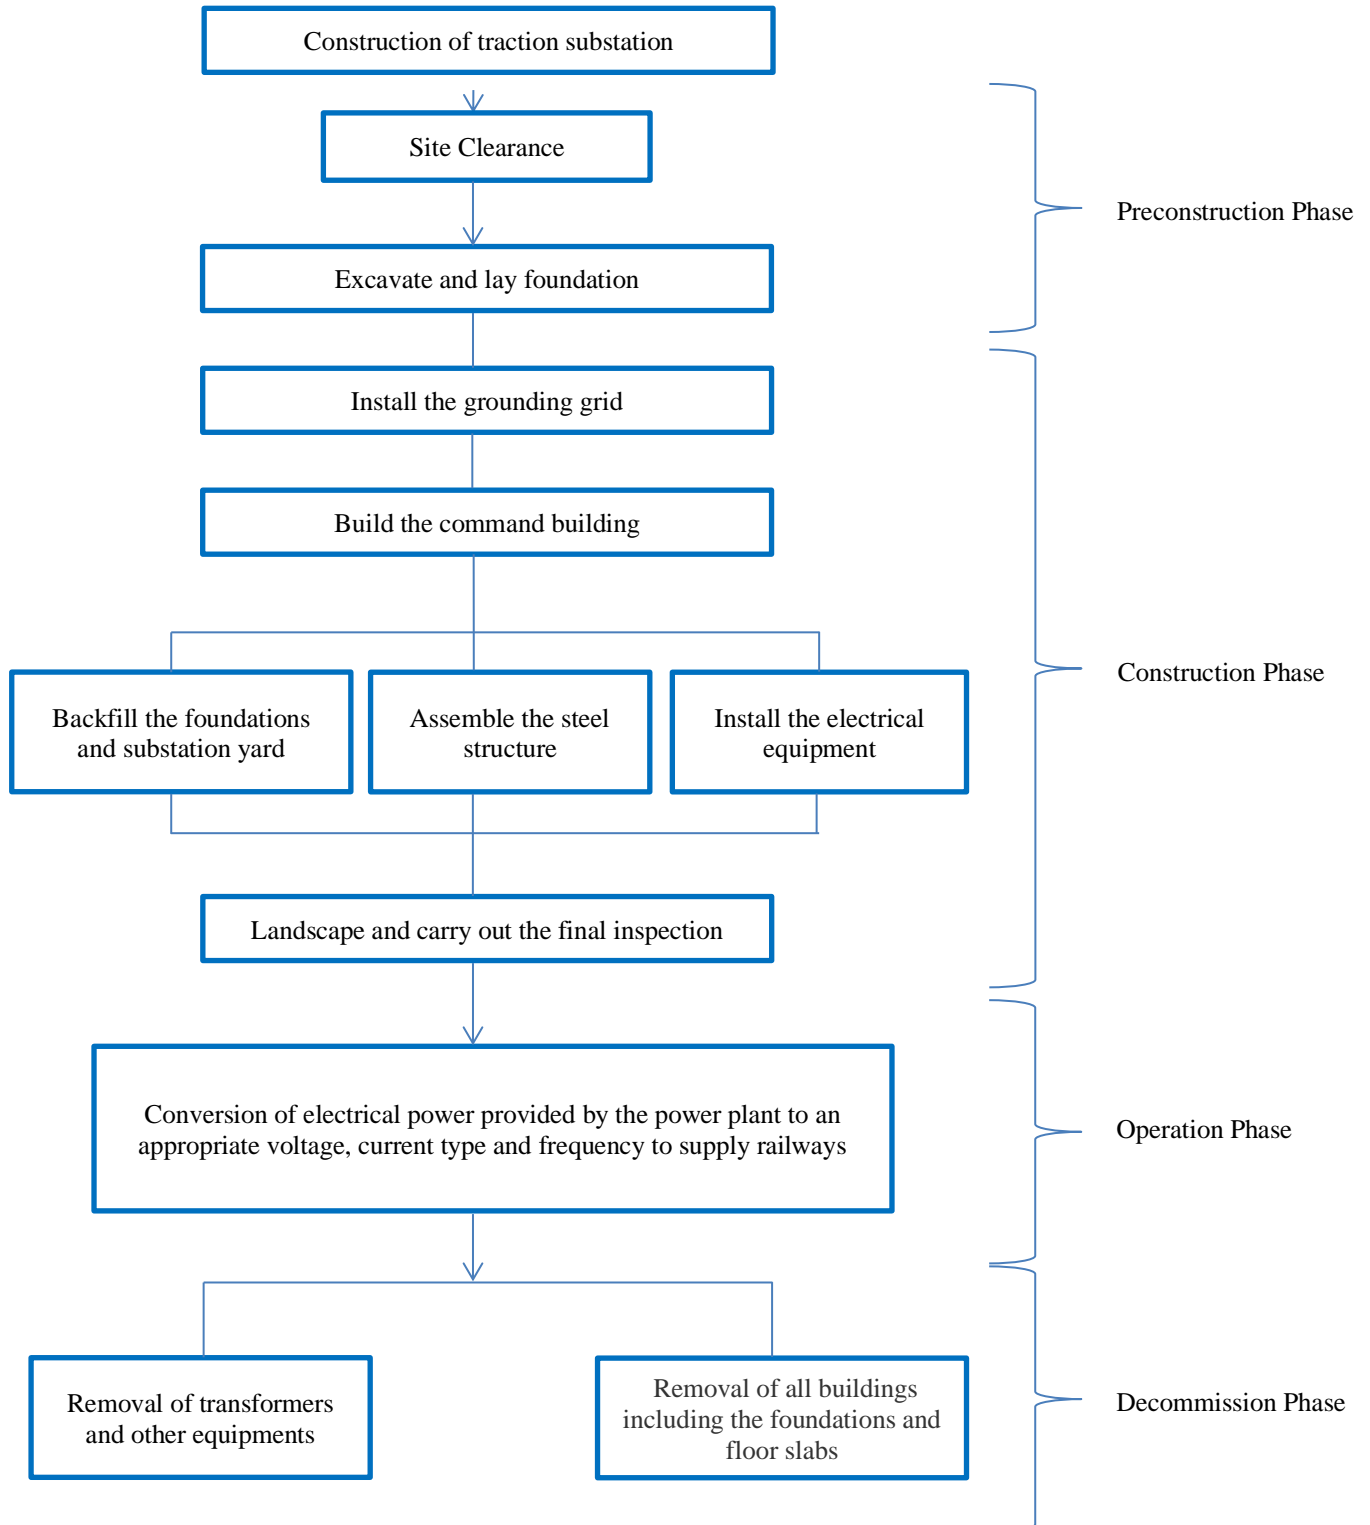 Construction of traction substation
Site Clearance
Preconstruction Phase
Excavate and lay foundation
Install the grounding grid
Build the command building
Construction Phase
Backfill the foundations
and substation yard
Assemble the steel
structure
Install the electrical
equipment
Landscape and carry out the final inspection
Conversion of electrical power provided by the power plant to an
appropriate voltage, current type and frequency to supply railways
Operation Phase
Removal of transformers
and other equipments
Removal of all buildings
including the foundations and
floor slabs
Decommission Phase